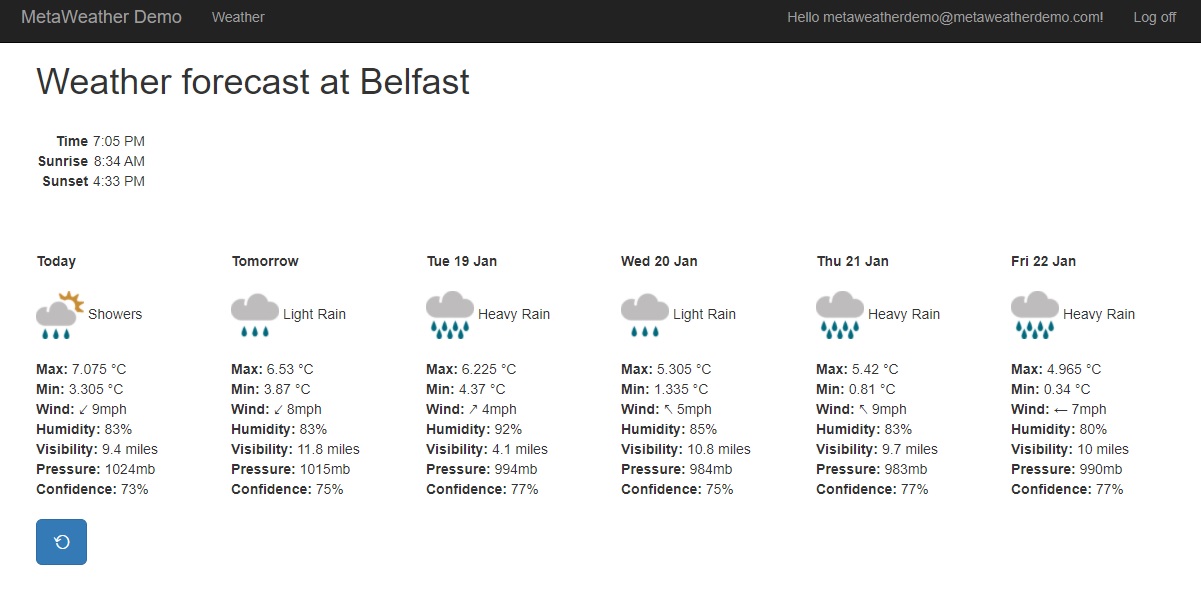 MetaWeather Demo Weather Hello metaweatherdemo@metaweatherdemo.com! Log off
Weather forecast at Belfast
Time 7:05 PM
Sunrise 8:34 AM
Sunset 4:33 PM
Today Tomorrow Tue 19 Jan Wed 20 Jan Thu 21 Jan Fri 22 Jan
Showers Light Rain Heavy Rain Light Rain Heavy Rain Heavy Rain
Max: 7.075 °C Max: 6.53 °C Max: 6.225 °C Max: 5.305 °C Max: 5.42 °C Max: 4.965 °C
Min: 3.305 °C Min: 3.87 °C Min: 4.37 °C Min: 1.335 °C Min: 0.81 °C Min: 0.34 °C
Wind: ↙ 9mph Wind: ↙ 8mph Wind: ↗ 4mph Wind: ↖ 5mph Wind: ↖ 9mph Wind: ← 7mph
Humidity: 83% Humidity: 83% Humidity: 92% Humidity: 85% Humidity: 83% Humidity: 80%
Visibility: 9.4 miles Visibility: 11.8 miles Visibility: 4.1 miles Visibility: 10.8 miles Visibility: 9.7 miles Visibility: 10 miles
Pressure: 1024mb Pressure: 1015mb Pressure: 994mb Pressure: 984mb Pressure: 983mb Pressure: 990mb
Confidence: 73% Confidence: 75% Confidence: 77% Confidence: 75% Confidence: 77% Confidence: 77%